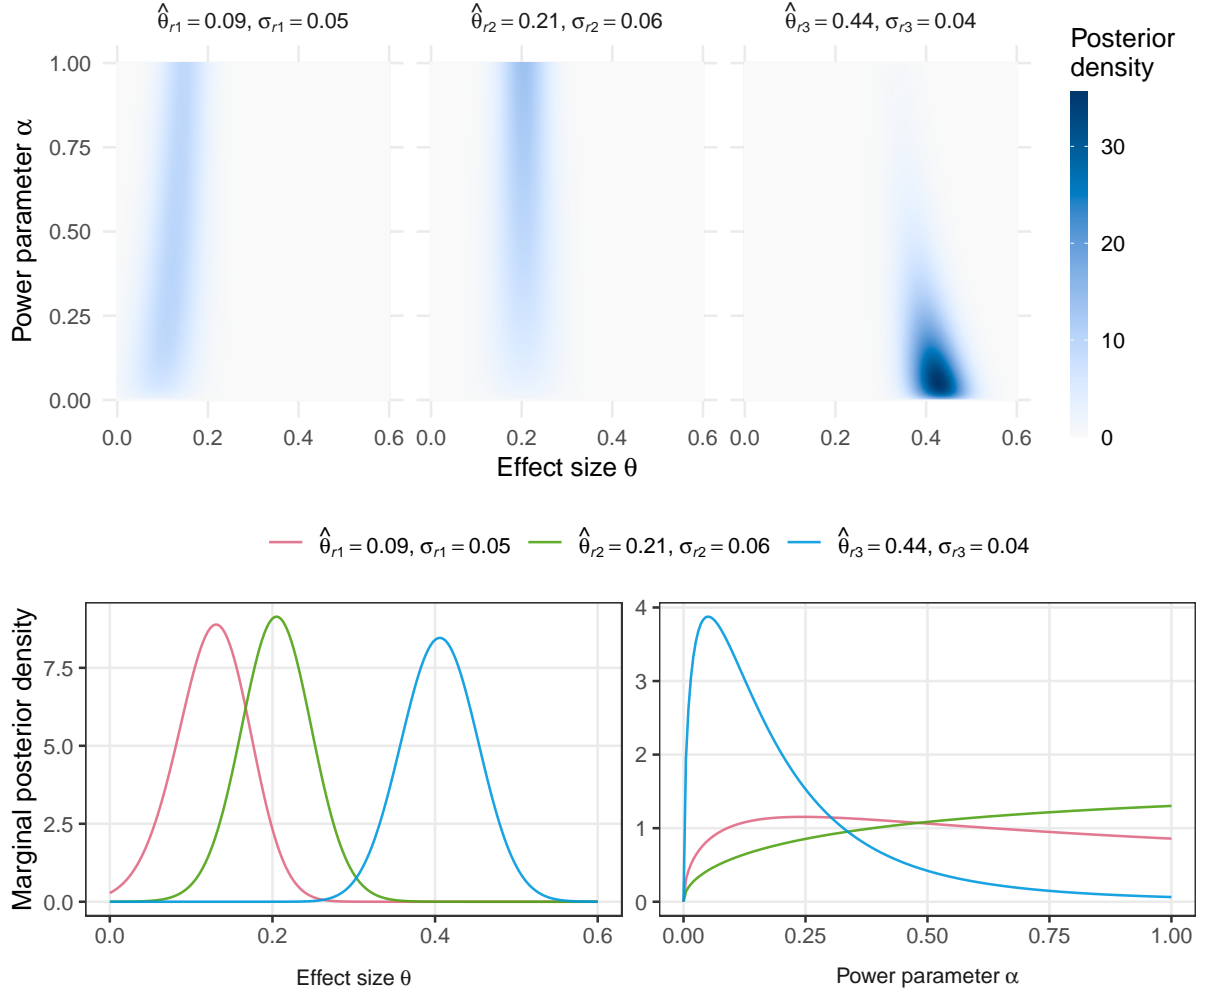 θ̂r1 = 0.09, σr1 = 0.05
θ̂r2 = 0.21, σr2 = 0.06
θ̂r3 = 0.44, σr3 = 0.04
Posterior
density
30
20
10
0
Power parameter α
1.00
0.75
0.50
0.25
0.00
0.0 0.2 0.4 0.6 0.0 0.2 0.4 0.6 0.0 0.2 0.4 0.6
Effect size θ
θ̂r1 = 0.09, σr1 = 0.05 θ̂r2 = 0.21, σr2 = 0.06 θ̂r3 = 0.44, σr3 = 0.04
Marginal posterior density
7.5
5.0
2.5
0.0
0.0 0.2 0.4 0.6
Effect size θ
4
3
2
1
0
0.00 0.25 0.50 0.75 1.00
Power parameter α